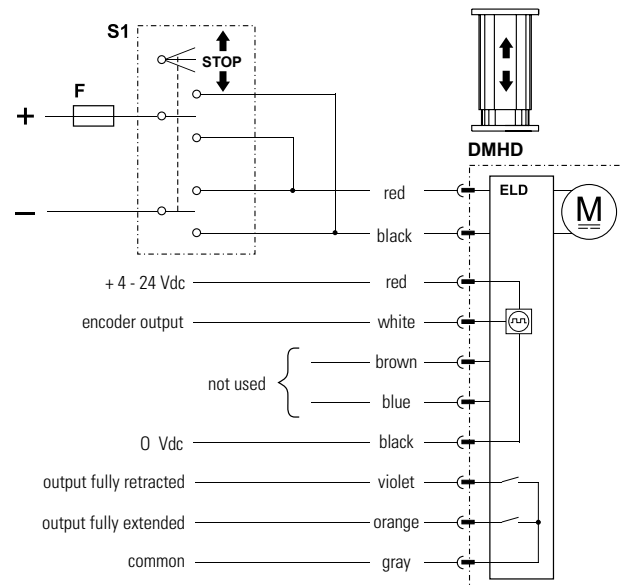 S1
STOP
F
+
—
DMHD
ELD
M
red
black
+ 4 - 24 Vdc red
encoder output white
brown
not used
blue
0 Vdc black
output fully retracted violet
output fully extended orange
common gray